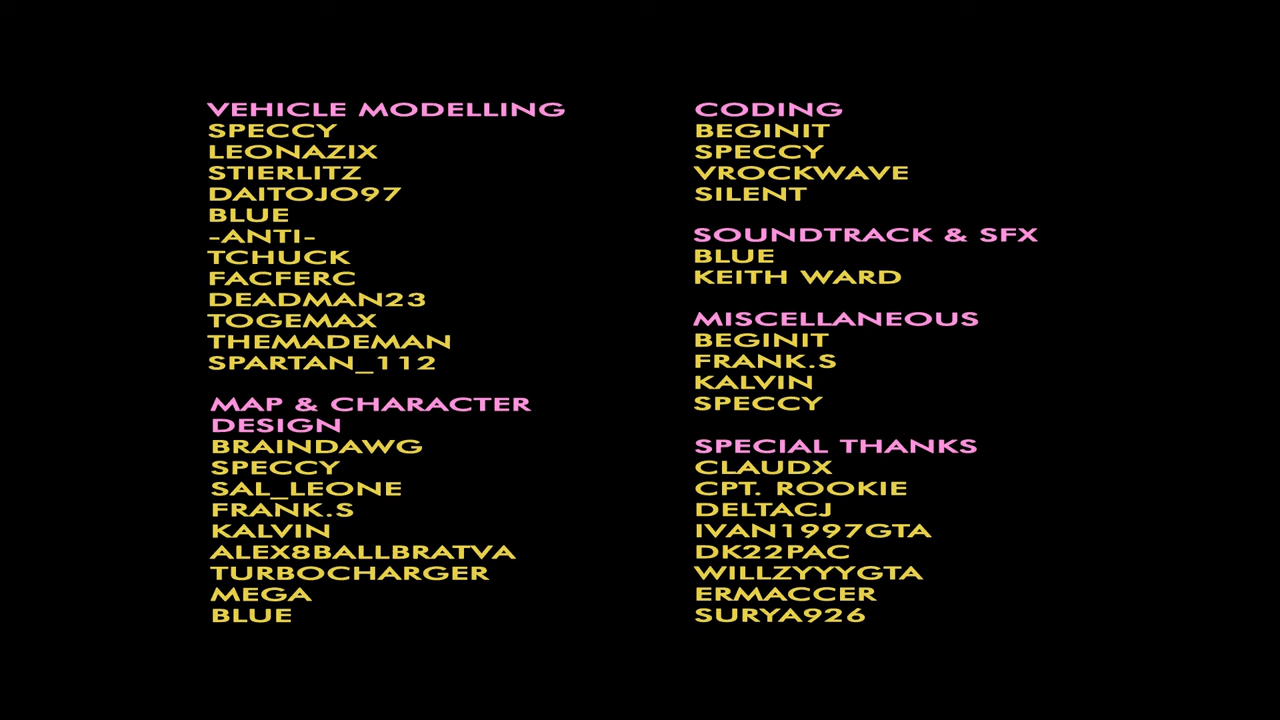 VEHICLE MODELLING
SPECCY
LEONAZIX
STIERLITZ
DAITOJO97
BLUE
-ANTI-
TCHUCK
FACFERC
DEADMAN23
TOGEMAX
THEMADEMAN
SPARTAN_112
MAP & CHARACTER
DESIGN
BRAINDAWG
SPECCY
SAL_LEONE
FRANK.S
KALVIN
ALEX8BALLBRATVA
TURBOCHARGER
MEGA
BLUE
CODING
BEGINIT
SPECCY
VROCKWAVE
SILENT
SOUNDTRACK & SFX
BLUE
KEITH WARD
MISCELLANEOUS
BEGINIT
FRANK.S
KALVIN
SPECCY
SPECIAL THANKS
CLAUDX
CPT. ROOKIE
DELTACJ
IVAN1997GTA
DK22PAC
WILLZYYYGTA
ERMACCER
SURYA926